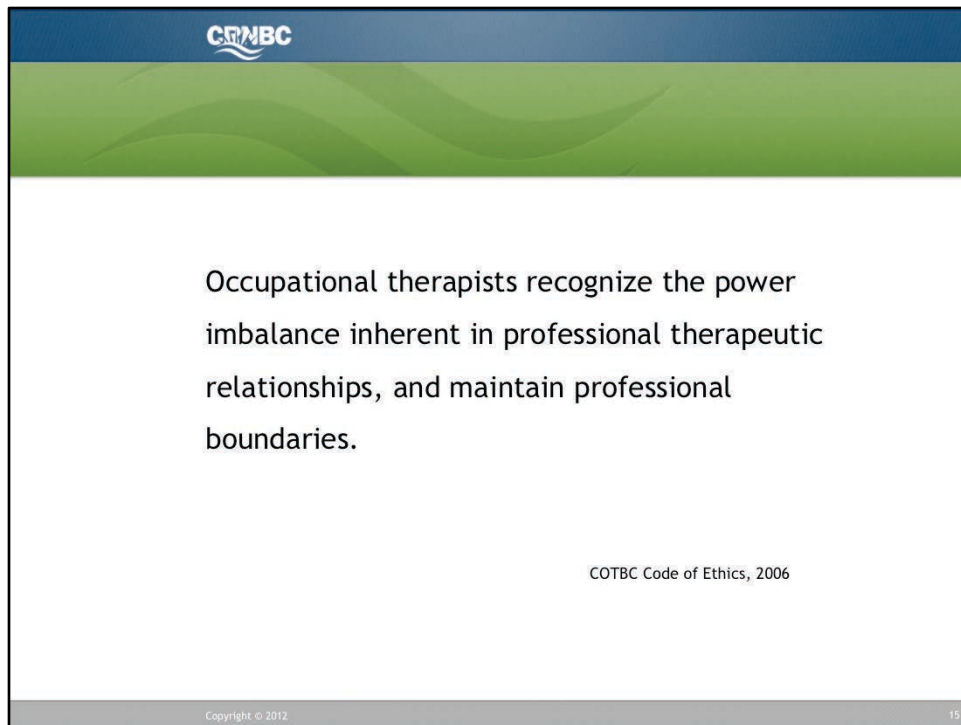 CRNBC
Occupational therapists recognize the power
imbalance inherent in professional therapeutic
relationships, and maintain professional
boundaries.
COTBC Code of Ethics, 2006
Copyright © 2012
15